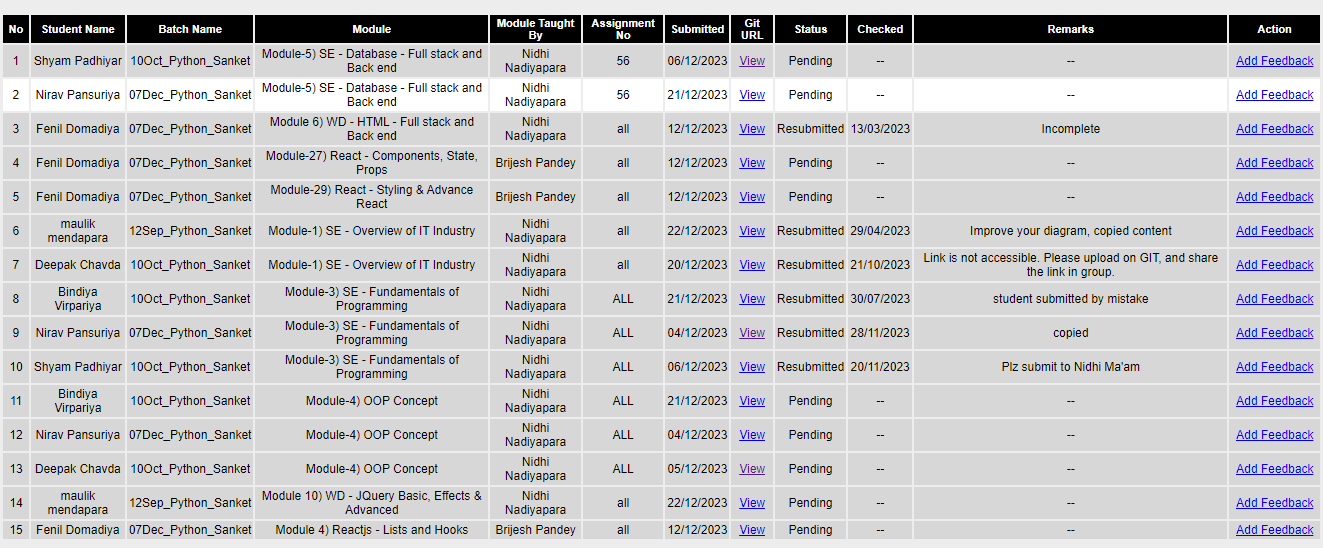 No Student Name Batch Name Module Module Taught By Assignment No Submitted Git URL Status Checked Remarks Action
1 Shyam Padhiyar 10Oct_Python_Sanket Module-5) SE - Database - Full stack and Back end Nidhi Nadiyapara 56 06/12/2023 View Pending -- -- Add Feedback
2 Nirav Pansuriya 07Dec_Python_Sanket Module-5) SE - Database - Full stack and Back end Nidhi Nadiyapara 56 21/12/2023 View Pending -- -- Add Feedback
3 Fenil Domadiya 07Dec_Python_Sanket Module 6) WD - HTML - Full stack and Back end Nidhi Nadiyapara all 12/12/2023 View Resubmitted 13/03/2023 Incomplete Add Feedback
4 Fenil Domadiya 07Dec_Python_Sanket Module-27) React - Components, State, Props Brijesh Pandey all 12/12/2023 View Pending -- -- Add Feedback
5 Fenil Domadiya 07Dec_Python_Sanket Module-29) React - Styling & Advance React Brijesh Pandey all 12/12/2023 View Pending -- -- Add Feedback
6 maulik mendapara 12Sep_Python_Sanket Module-1) SE - Overview of IT Industry Nidhi Nadiyapara all 22/12/2023 View Resubmitted 29/04/2023 Improve your diagram, copied content Add Feedback
7 Deepak Chavda 10Oct_Python_Sanket Module-1) SE - Overview of IT Industry Nidhi Nadiyapara all 20/12/2023 View Resubmitted 21/10/2023 Link is not accessible. Please upload on GIT, and share the link in group. Add Feedback
8 Bindiya Virpariya 10Oct_Python_Sanket Module-3) SE - Fundamentals of Programming Nidhi Nadiyapara ALL 21/12/2023 View Resubmitted 30/07/2023 student submitted by mistake Add Feedback
9 Nirav Pansuriya 07Dec_Python_Sanket Module-3) SE - Fundamentals of Programming Nidhi Nadiyapara ALL 04/12/2023 View Resubmitted 28/11/2023 copied Add Feedback
10 Shyam Padhiyar 10Oct_Python_Sanket Module-3) SE - Fundamentals of Programming Nidhi Nadiyapara ALL 06/12/2023 View Resubmitted 20/11/2023 Plz submit to Nidhi Ma'am Add Feedback
11 Bindiya Virpariya 10Oct_Python_Sanket Module-4) OOP Concept Nidhi Nadiyapara ALL 21/12/2023 View Pending -- -- Add Feedback
12 Nirav Pansuriya 07Dec_Python_Sanket Module-4) OOP Concept Nidhi Nadiyapara ALL 04/12/2023 View Pending -- -- Add Feedback
13 Deepak Chavda 10Oct_Python_Sanket Module-4) OOP Concept Nidhi Nadiyapara ALL 05/12/2023 View Pending -- -- Add Feedback
14 maulik mendapara 12Sep_Python_Sanket Module 10) WD - JQuery Basic, Effects & Advanced Nidhi Nadiyapara all 22/12/2023 View Pending -- -- Add Feedback
15 Fenil Domadiya 07Dec_Python_Sanket Module 4) Reactjs - Lists and Hooks Brijesh Pandey all 12/12/2023 View Pending -- -- Add Feedback